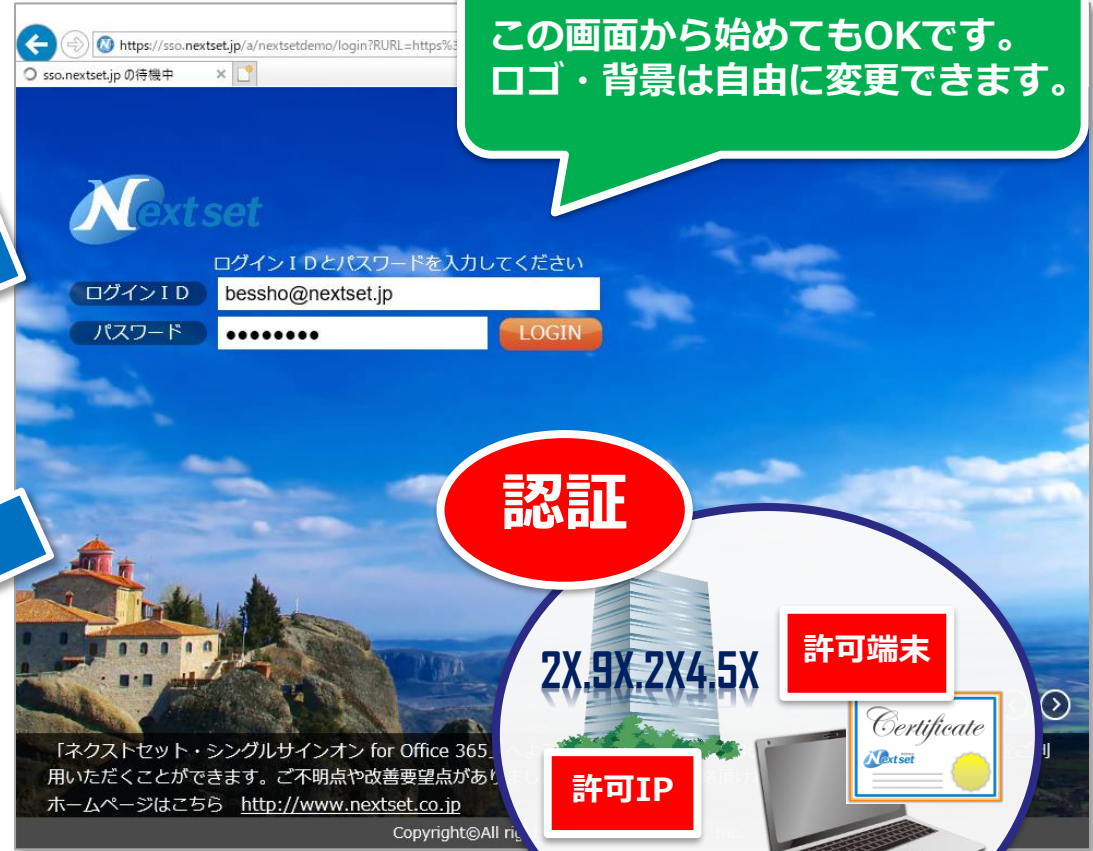 この画面から始めてもOKです。
ロゴ・背景は自由に変更できます。
https://sso.nextset.jp/a/nextsetdemo/login?RURL=https%3
sso.nextset.jp の待機中
Nextset
ログインIDとパスワードを入力してください
ログインID bessho@nextset.jp
パスワード ●●●●●●●● LOGIN
認証
2X.9X.2X4.5X
許可端末
Certificate
Nextset
許可IP
「ネクストセット・シングルサインオン for Office 365」へよ
用いただくことができます。ご不明点や改善要望点があり
ホームページはこちら http://www.nextset.co.jp
Copyright©All